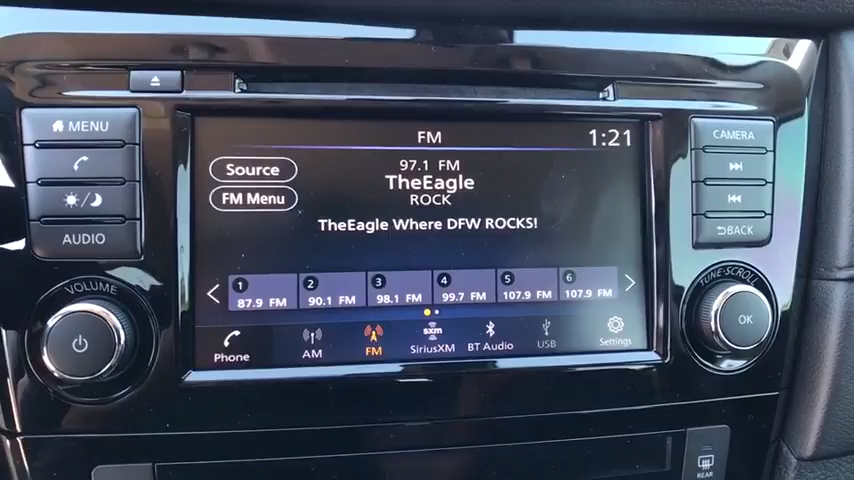 MENU
AUDIO
VOLUME
FM
1:21
Source
FM Menu
97.1 FM
TheEagle
ROCK
TheEagle Where DFW ROCKS!
1
87.9 FM
2
90.1 FM
3
98.1 FM
4
99.7 FM
5
107.9 FM
6
107.9 FM
Phone
AM
FM
sxm
SiriusXM
BT Audio
USB
Settings
CAMERA
BACK
TUNE·SCROLL
OK
REAR